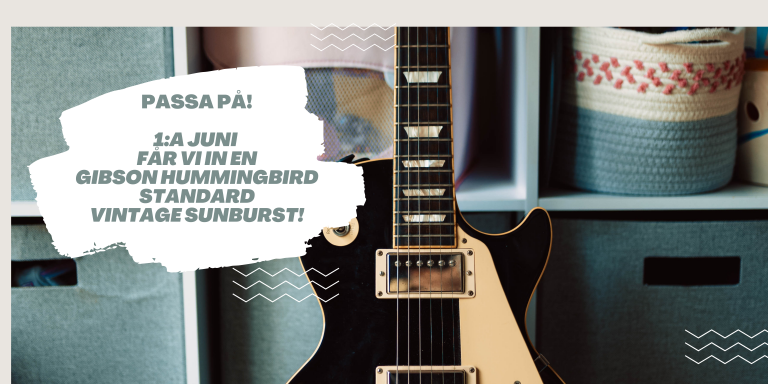 PASSA PÅ!
1:A JUNI
FÅR VI IN EN
GIBSON HUMMINGBIRD
STANDARD
VINTAGE SUNBURST!